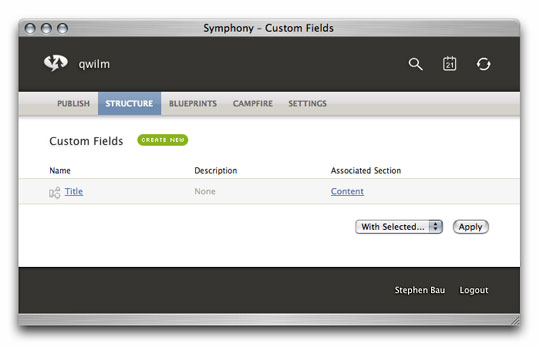 Symphony – Custom Fields
qwilm
21
PUBLISH STRUCTURE BLUEPRINTS CAMPFIRE SETTINGS
Custom Fields CREATE NEW
Name Description Associated Section
Title None Content
With Selected... Apply
Stephen Bau Logout